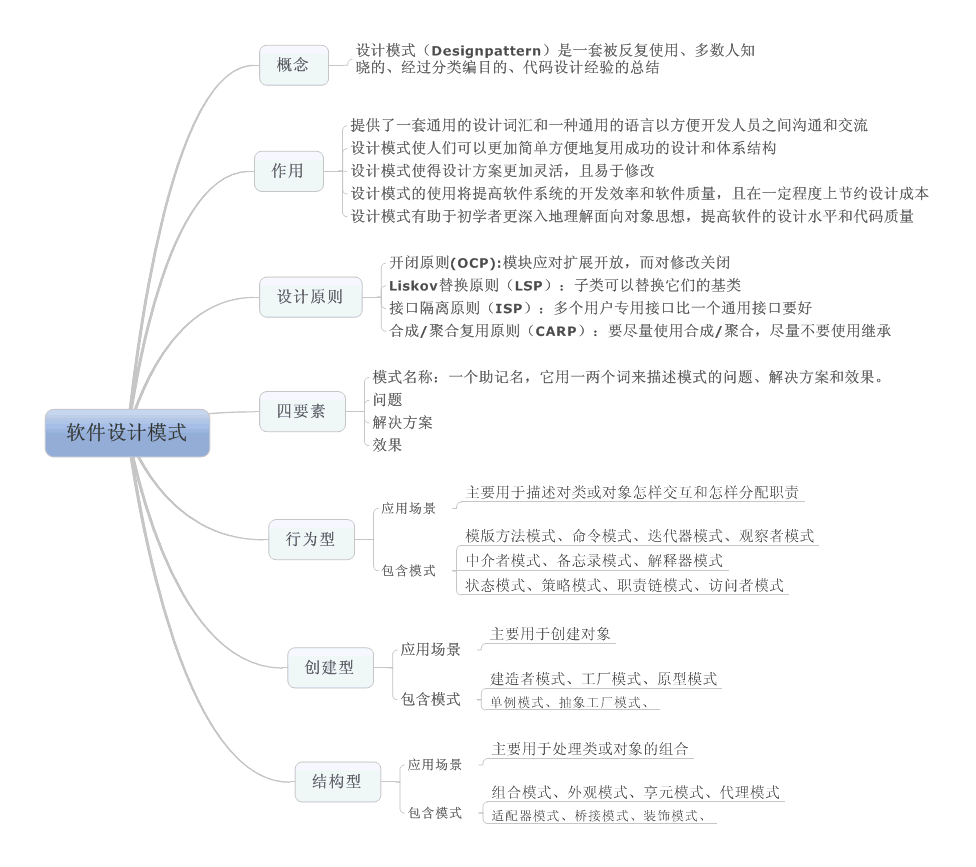 软件设计模式
概念
设计模式（Designpattern）是一套被反复使用、多数人知
晓的、经过分类编目的、代码设计经验的总结
作用
提供了一套通用的设计词汇和一种通用的语言以方便开发人员之间沟通和交流
设计模式使人们可以更加简单方便地复用成功的设计和体系结构
设计模式使得设计方案更加灵活，且易于修改
设计模式的使用将提高软件系统的开发效率和软件质量，且在一定程度上节约设计成本
设计模式有助于初学者更深入地理解面向对象思想，提高软件的设计水平和代码质量
设计原则
开闭原则(OCP):模块应对扩展开放，而对修改关闭
Liskov替换原则（LSP）：子类可以替换它们的基类
接口隔离原则（ISP）：多个用户专用接口比一个通用接口要好
合成/聚合复用原则（CARP）：要尽量使用合成/聚合，尽量不要使用继承
四要素
模式名称：一个助记名，它用一两个词来描述模式的问题、解决方案和效果。
问题
解决方案
效果
行为型
应用场景
主要用于描述对类或对象怎样交互和怎样分配职责
包含模式
模版方法模式、命令模式、迭代器模式、观察者模式
中介者模式、备忘录模式、解释器模式
状态模式、策略模式、职责链模式、访问者模式
创建型
应用场景
主要用于创建对象
包含模式
建造者模式、工厂模式、原型模式
单例模式、抽象工厂模式、
结构型
应用场景
主要用于处理类或对象的组合
包含模式
组合模式、外观模式、享元模式、代理模式
适配器模式、桥接模式、装饰模式、